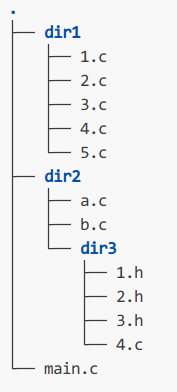 .
dir1
1.c
2.c
3.c
4.c
5.c
dir2
a.c
b.c
dir3
1.h
2.h
3.h
4.c
main.c